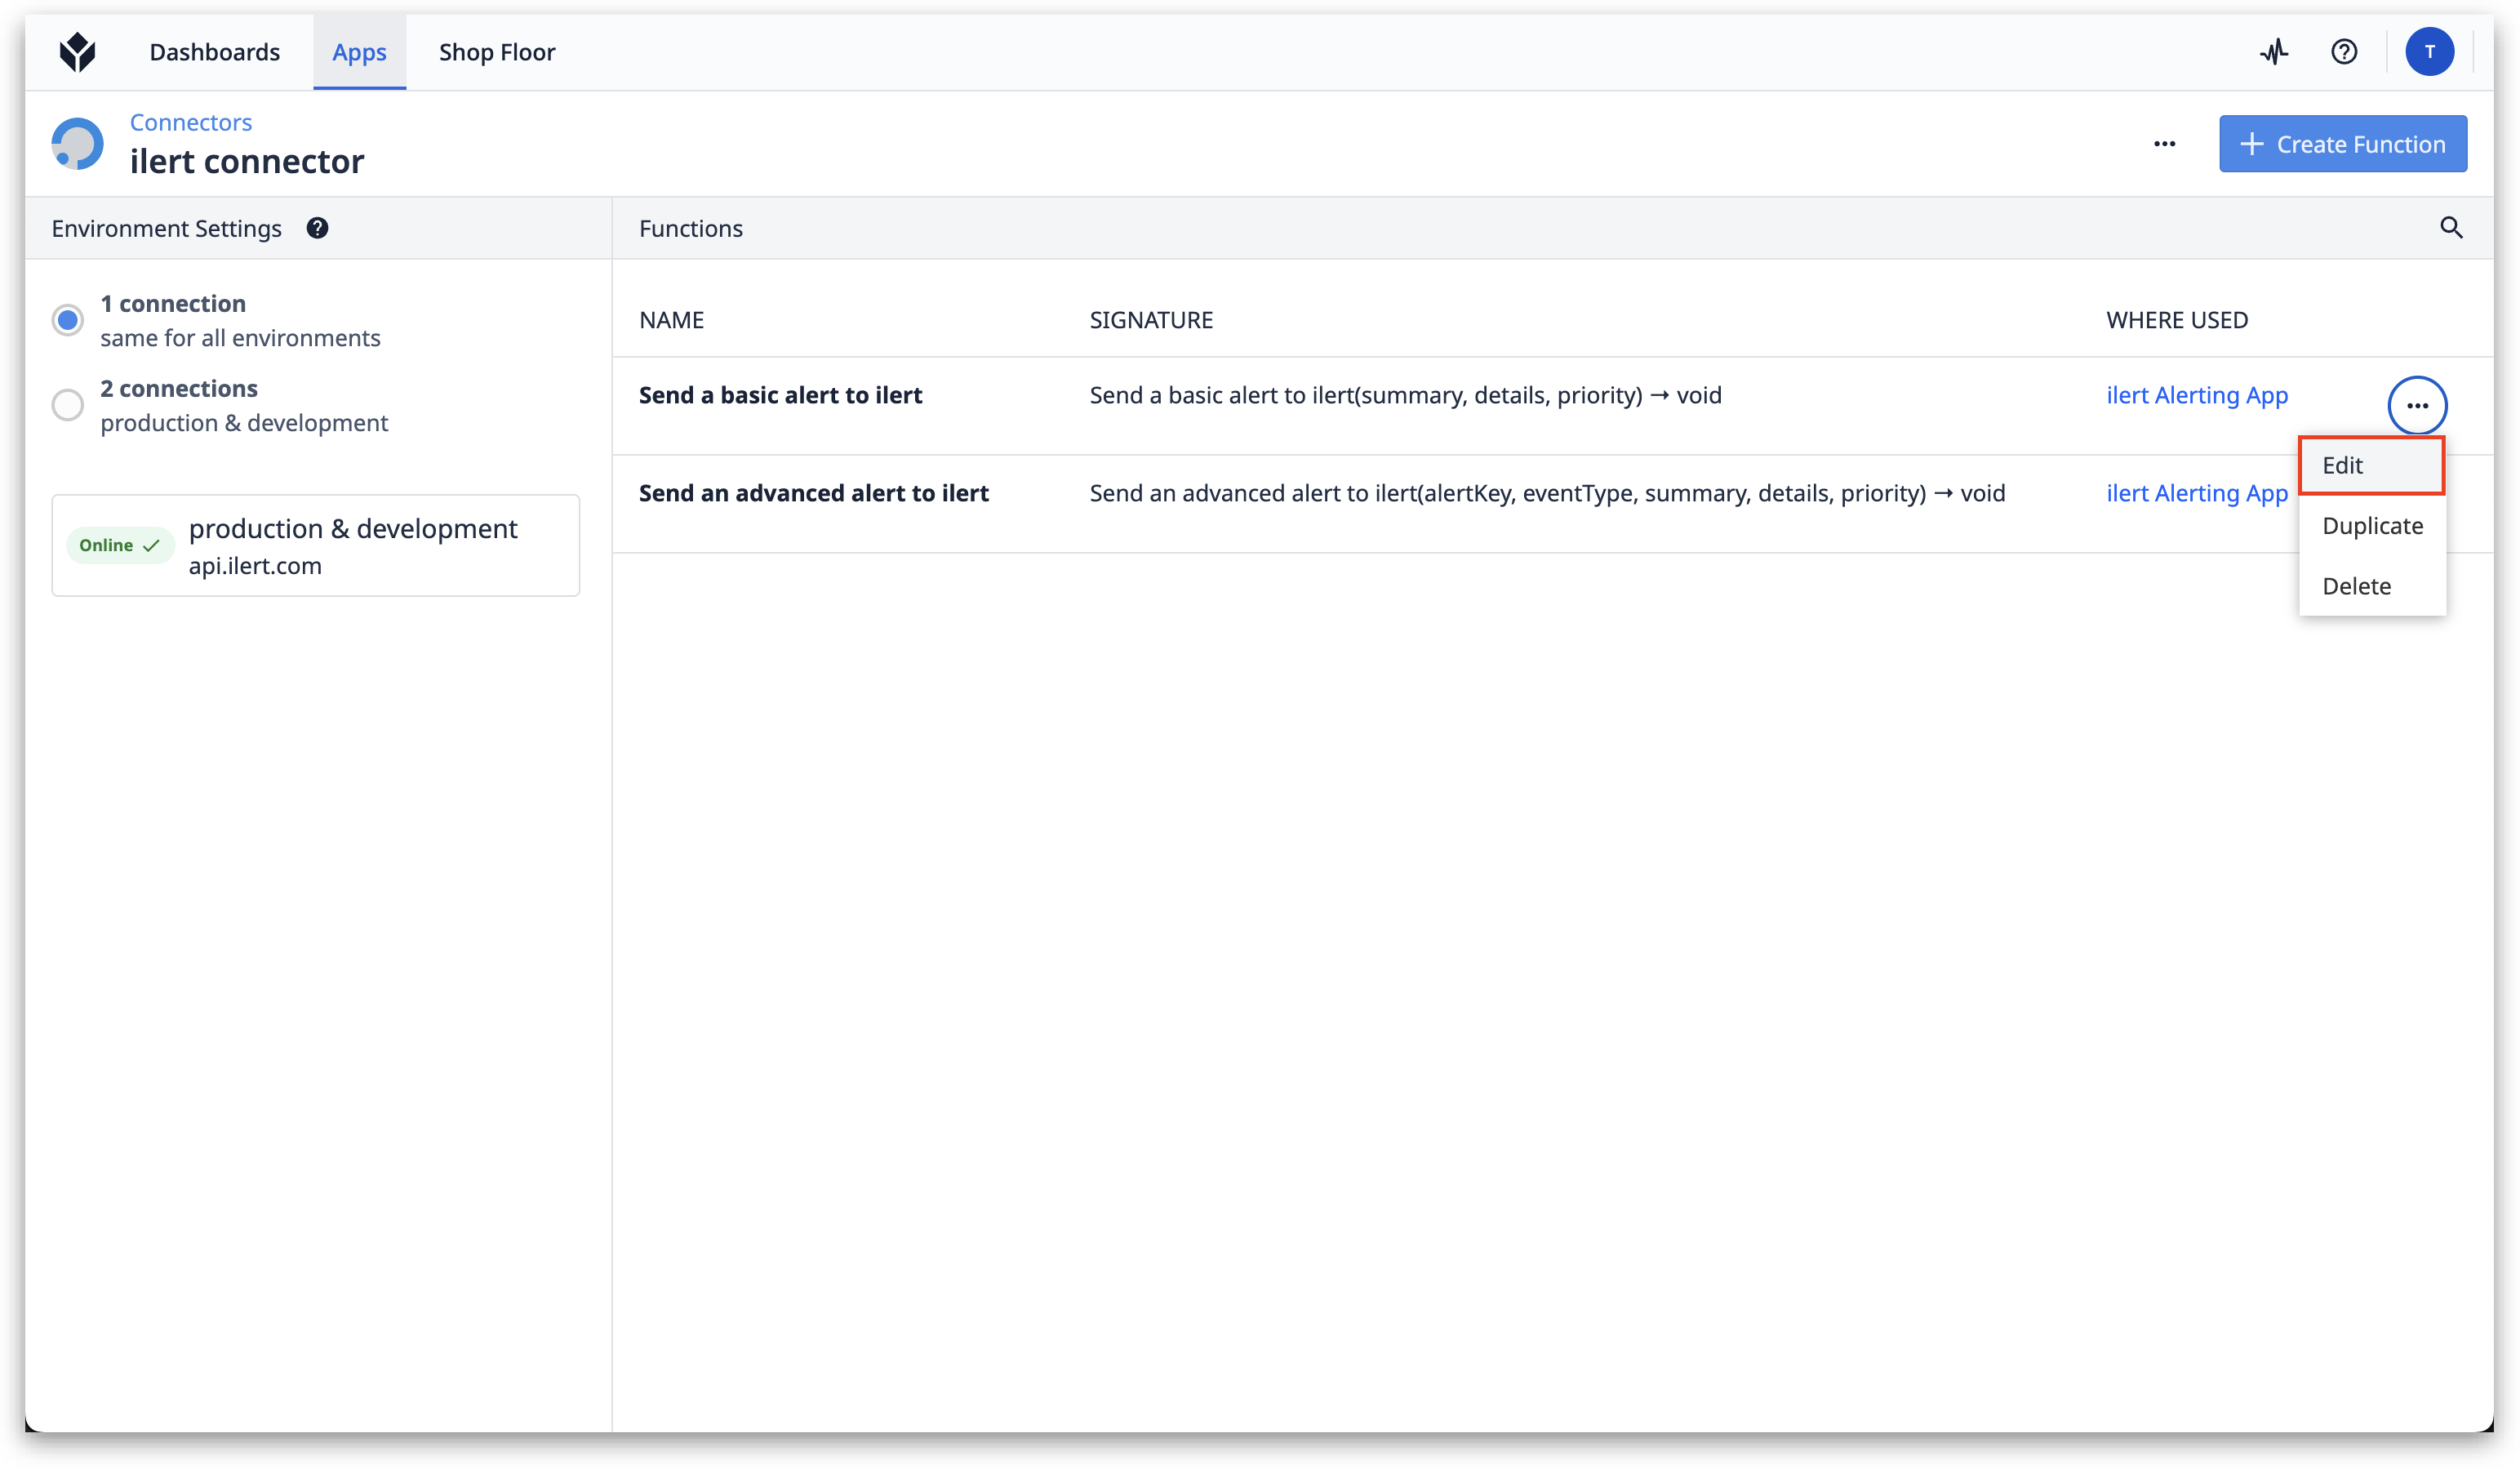 Dashboards
Apps
Shop Floor
T
Connectors
ilert connector
Create Function
Environment Settings
Functions
1 connection
same for all environments
2 connections
production & development
Online
production & development
api.ilert.com
NAME
SIGNATURE
WHERE USED
Send a basic alert to ilert
Send a basic alert to ilert(summary, details, priority) → void
ilert Alerting App
Send an advanced alert to ilert
Send an advanced alert to ilert(alertKey, eventType, summary, details, priority) → void
ilert Alerting App
Edit
Duplicate
Delete